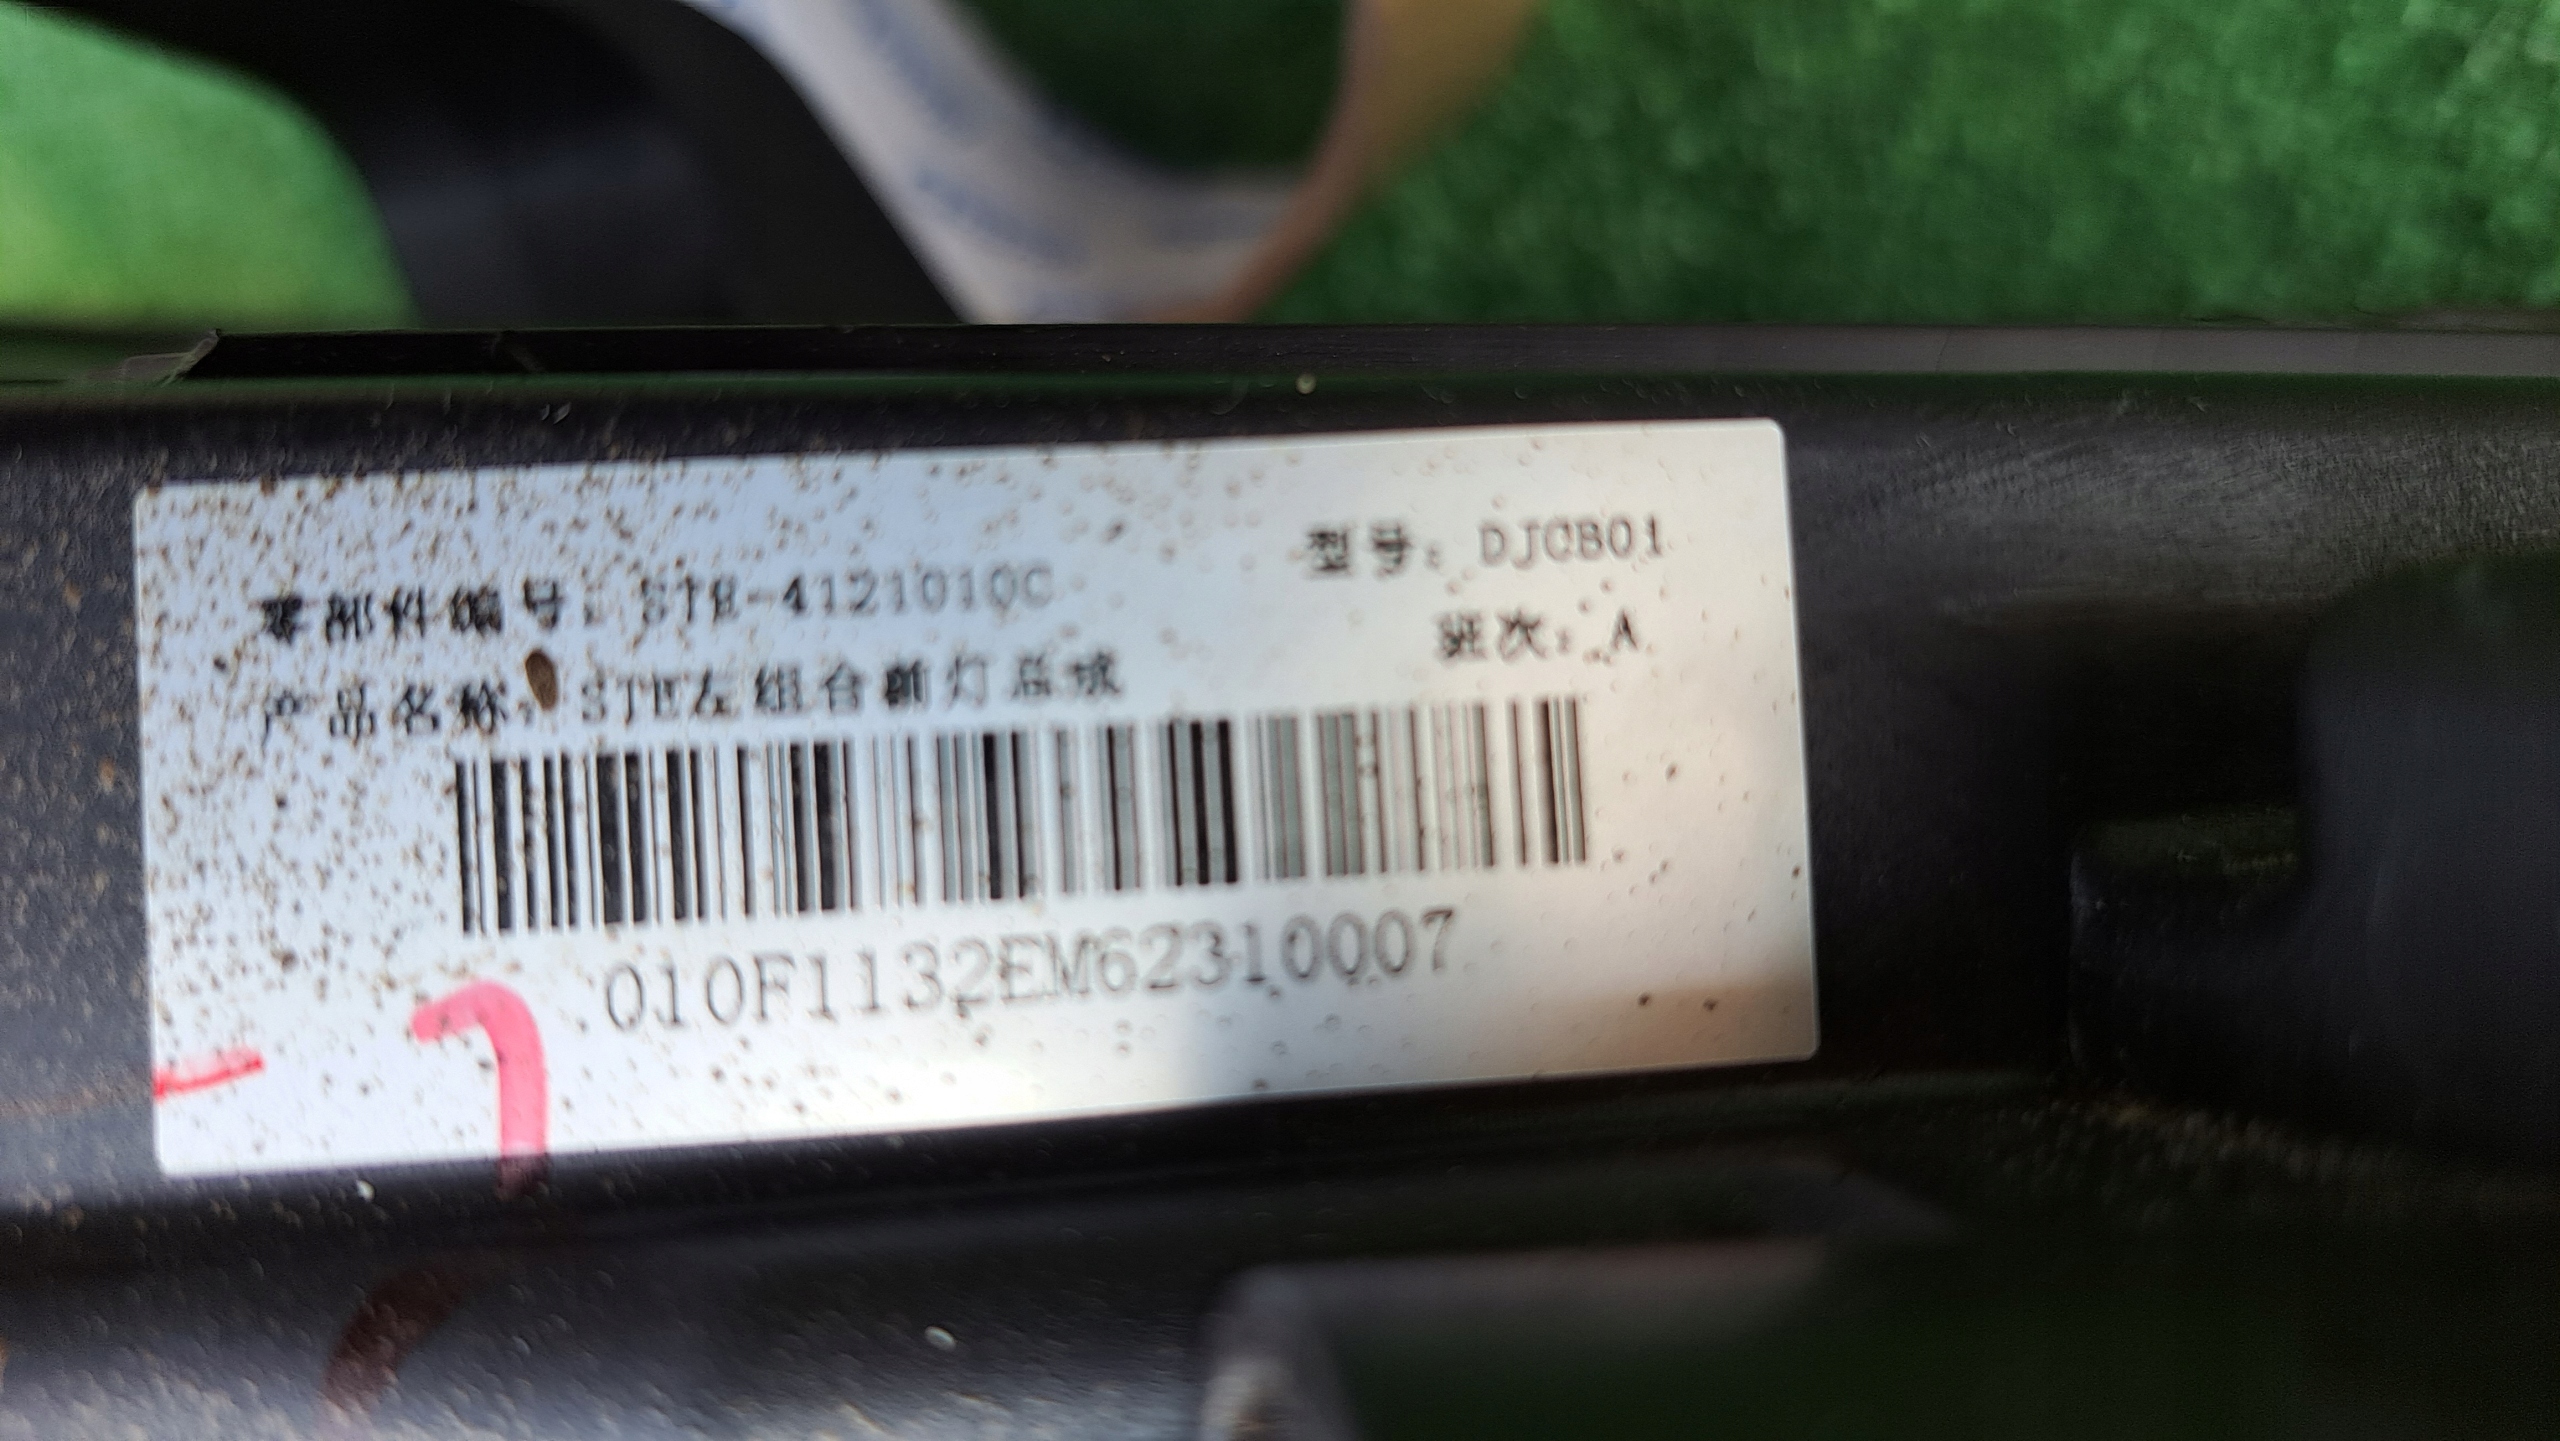 型号: DJCB01
零部件编号: STE-4121010C
班次: A
产品名称: STE左组合前灯总成
010F1132EM62310007